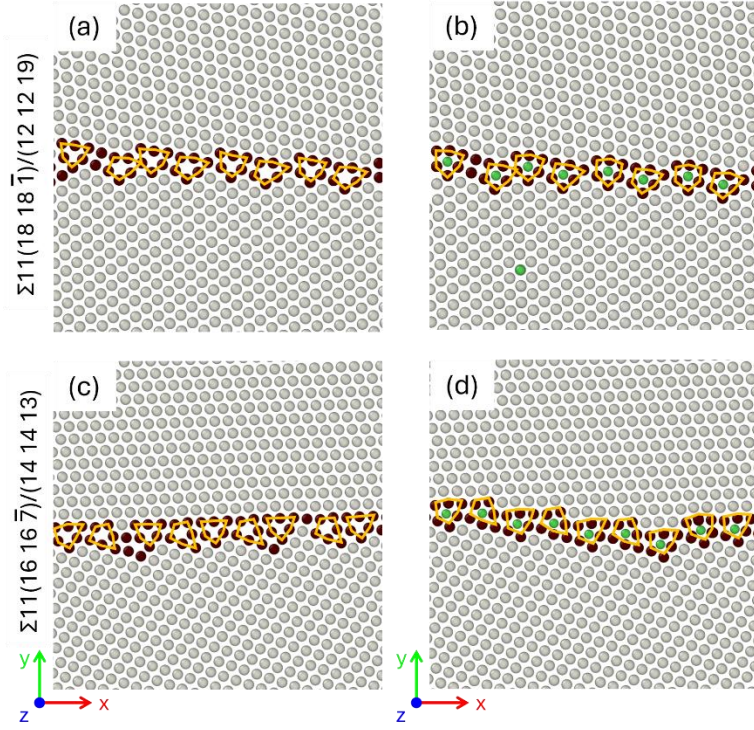 (a)
(b)
Σ11(18 18 1̅)/(12 12 19)
(c)
(d)
Σ11(16 16 7̅)/(14 14 13)
y
z
x
y
z
x